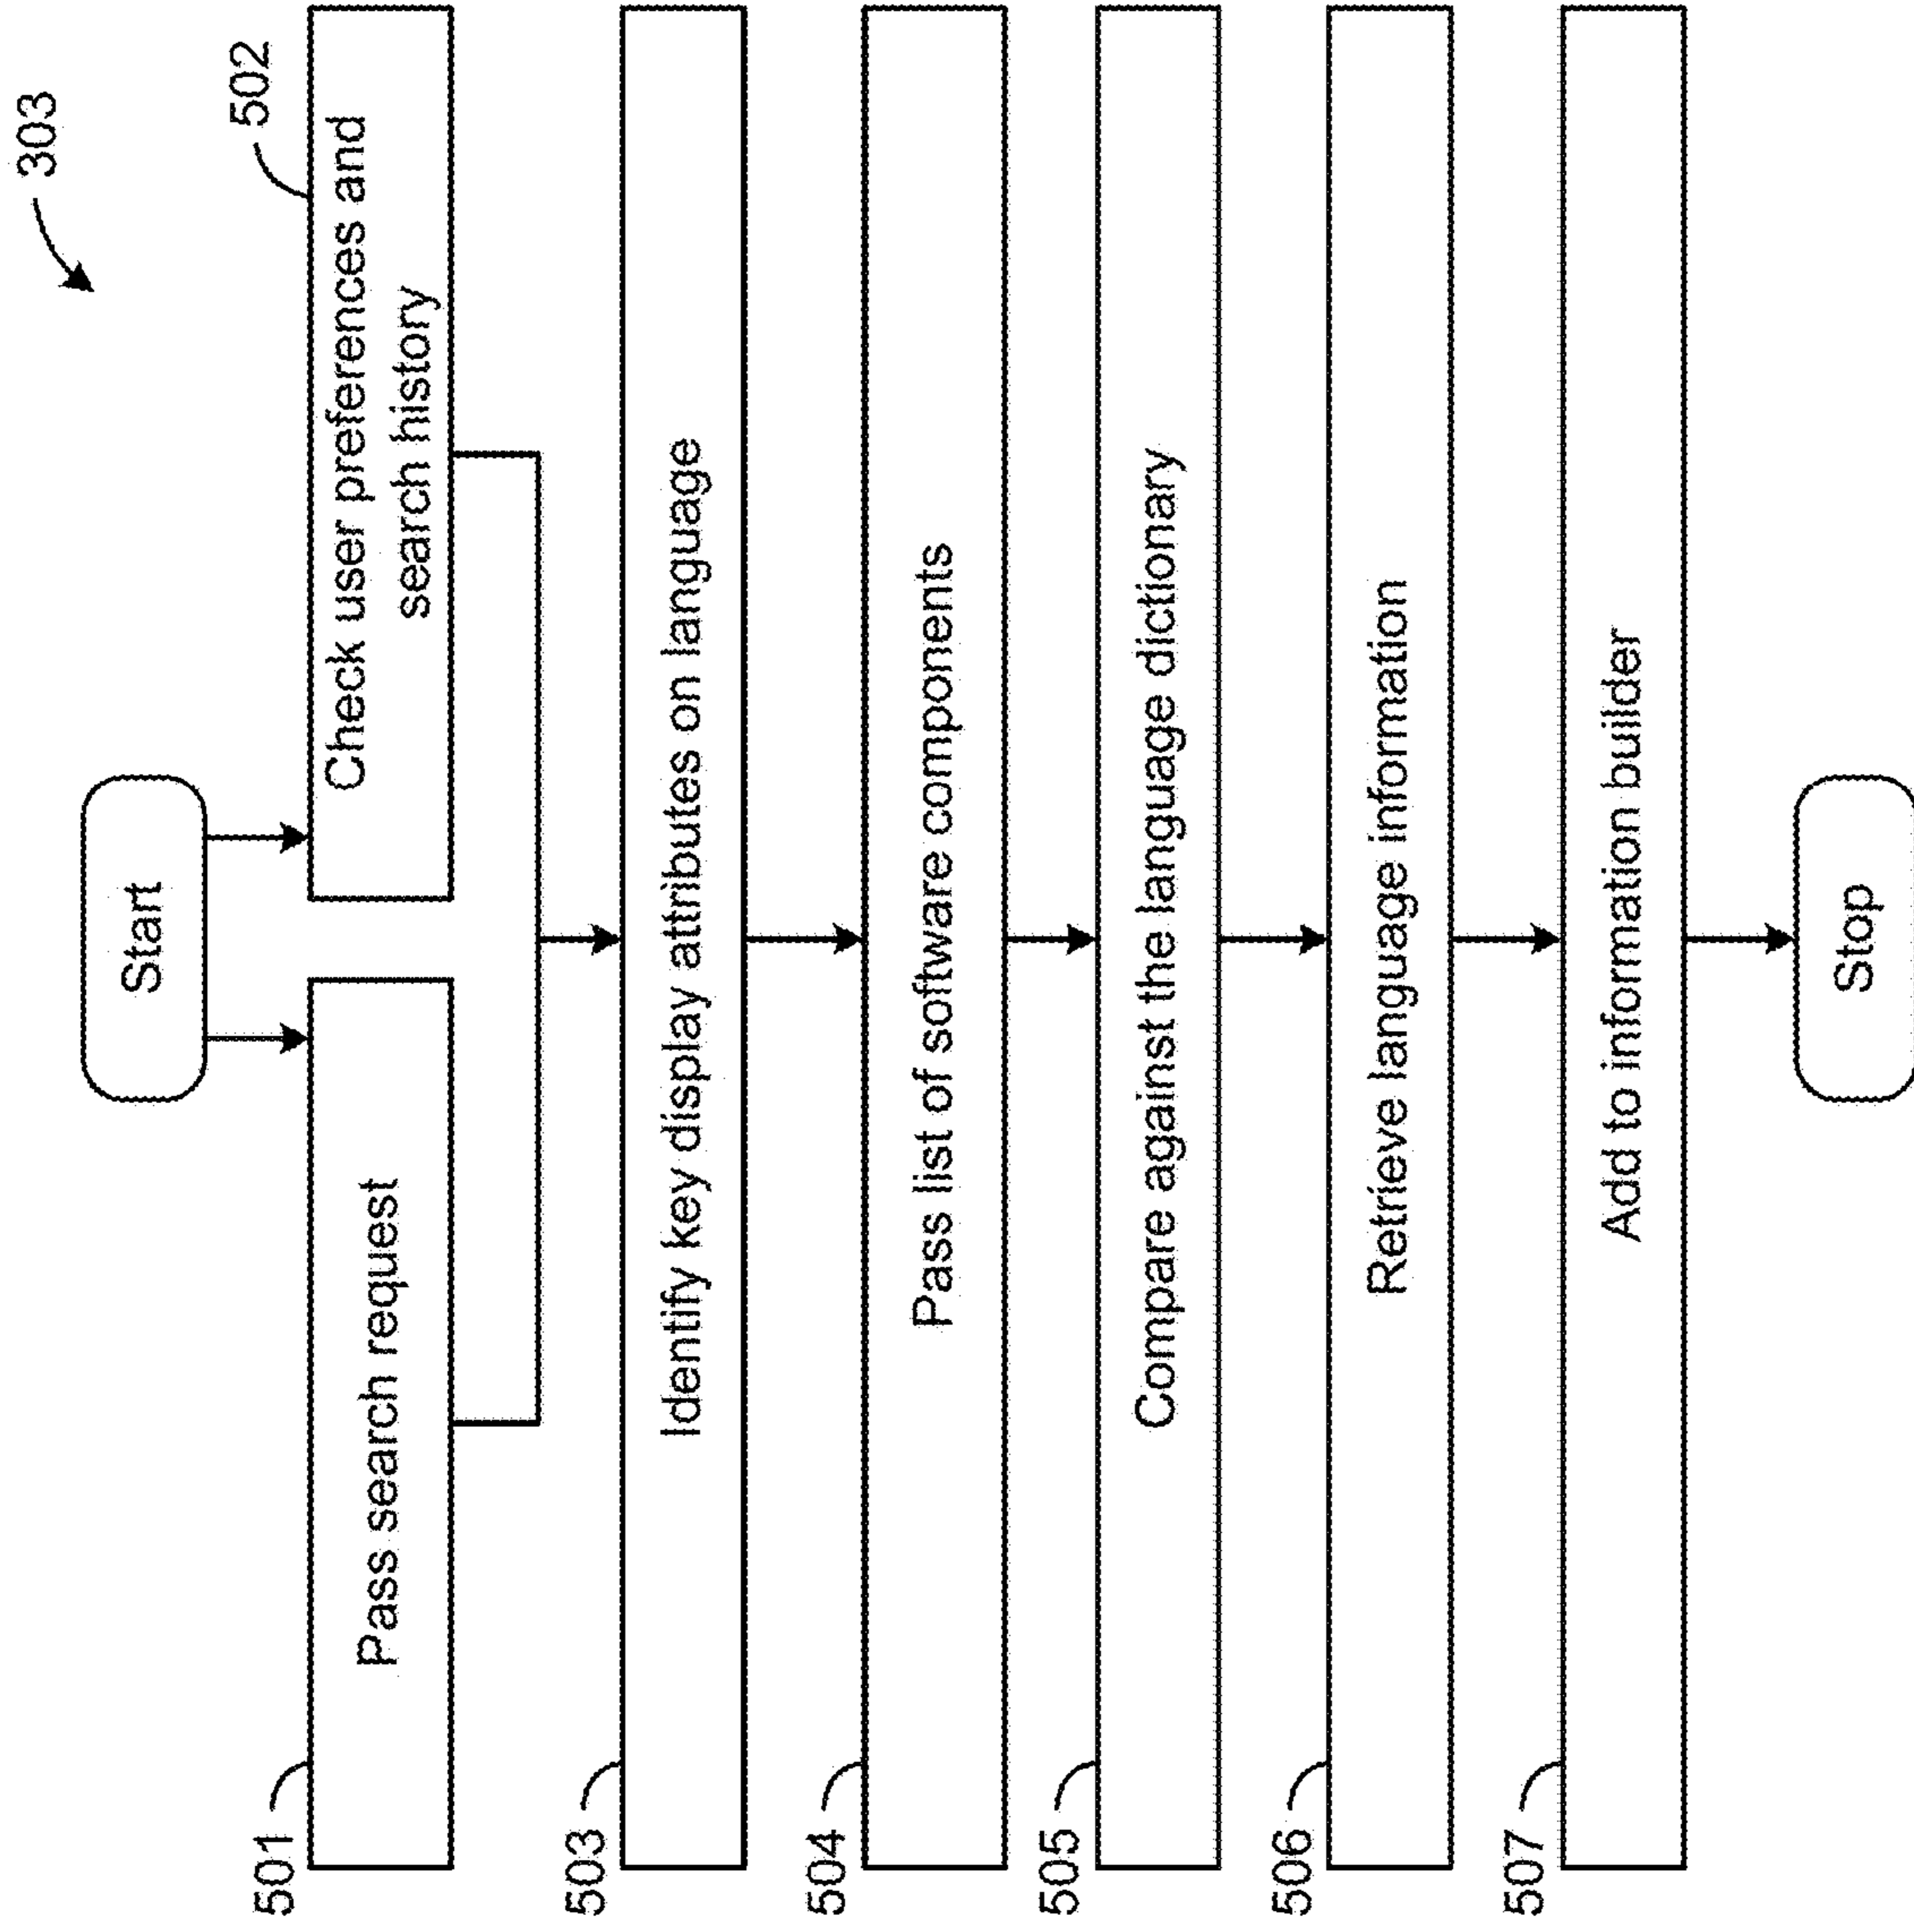 303
Start
501
Pass search request
502
Check user preferences and
search history
503
Identify key display attributes on language
504
Pass list of software components
505
Compare against the language dictionary
506
Retrieve language information
507
Add to information builder
Stop